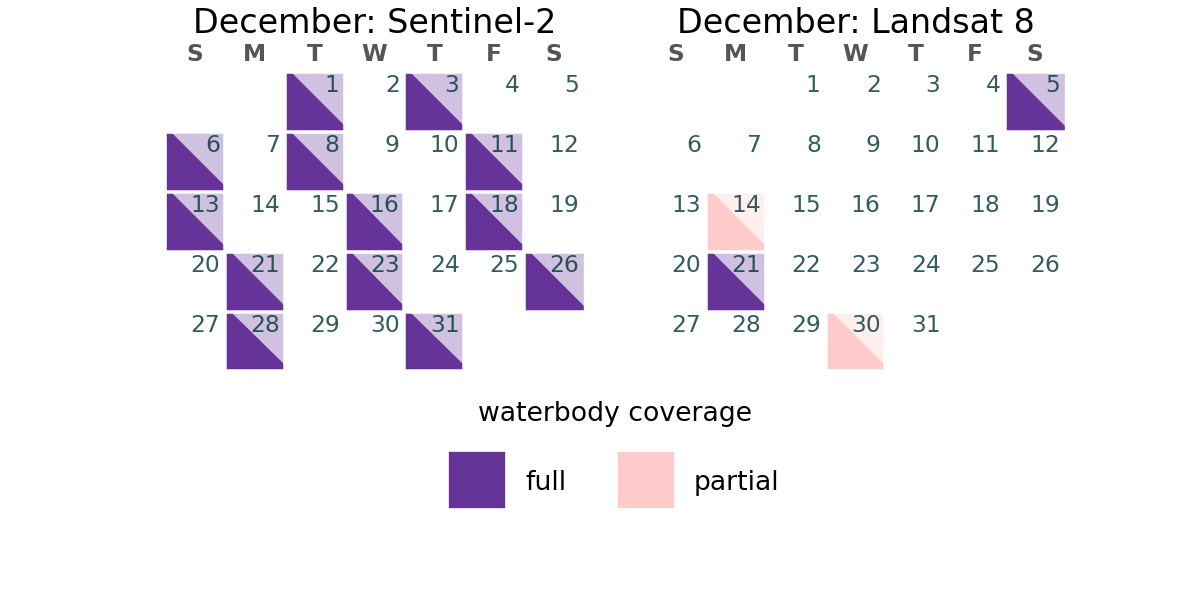 December: Sentinel-2
S M T W T F S
1 2 3 4 5
6 7 8 9 10 11 12
13 14 15 16 17 18 19
20 21 22 23 24 25 26
27 28 29 30 31
December: Landsat 8
S M T W T F S
1 2 3 4 5
6 7 8 9 10 11 12
13 14 15 16 17 18 19
20 21 22 23 24 25 26
27 28 29 30 31
waterbody coverage
full partial